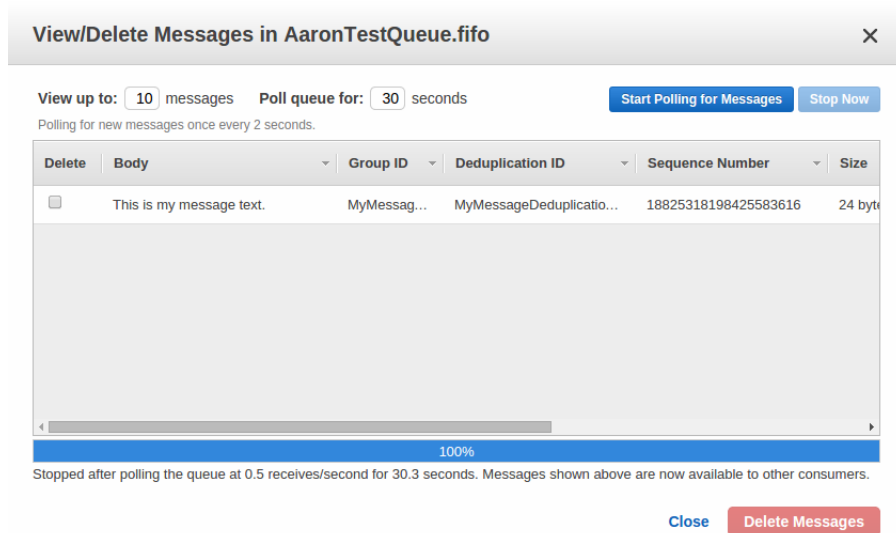 View/Delete Messages in AaronTestQueue.fifo
View up to: 10 messages Poll queue for: 30 seconds Start Polling for Messages Stop Now
Polling for new messages once every 2 seconds.
Delete Body Group ID Deduplication ID Sequence Number Size
This is my message text. MyMessag... MyMessageDeduplicatio... 18825318198425583616 24 byte
100%
Stopped after polling the queue at 0.5 receives/second for 30.3 seconds. Messages shown above are now available to other consumers.
Close Delete Messages